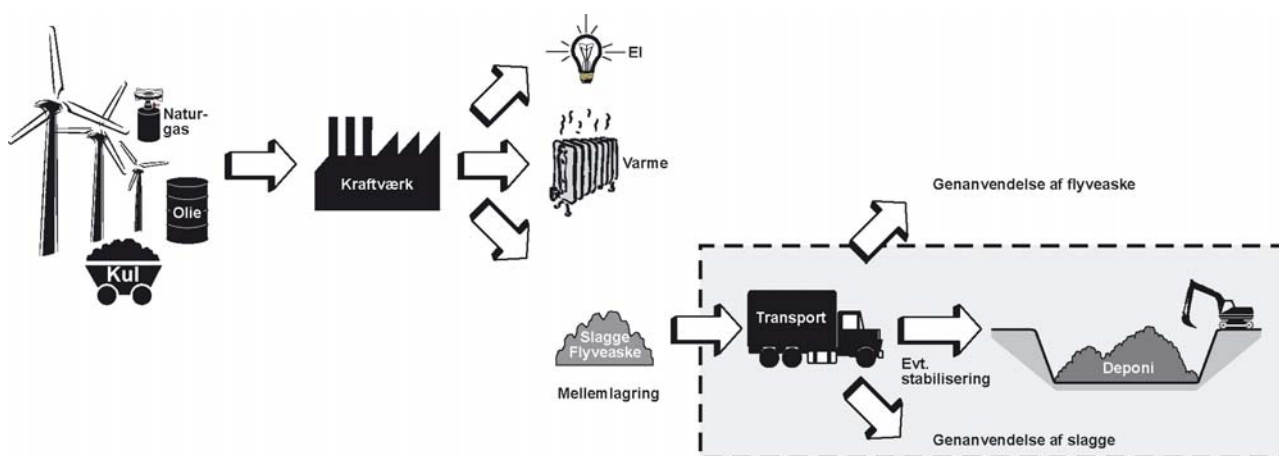 Natur-
gas
Olie
Kul
Kraftværk
El
Varme
Genanvendelse af flyveaske
Slagge
Flyveaske
Mellemlagring
Transport
Evt.
stabilisering
Deponi
Genanvendelse af slagge